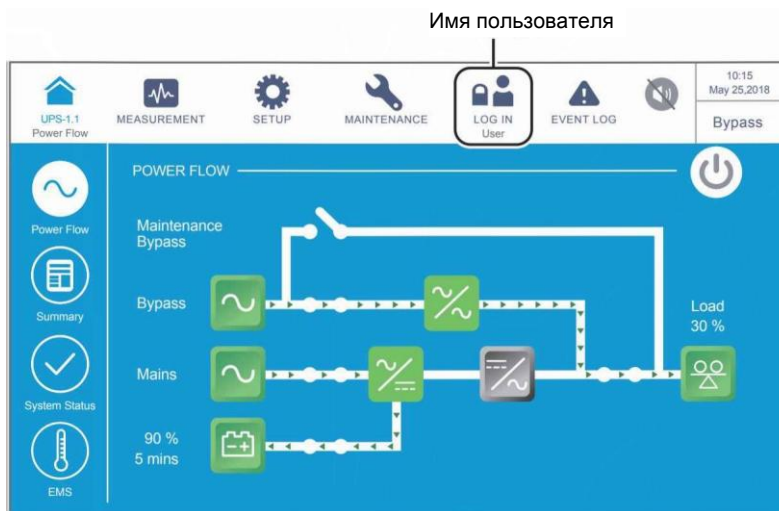 Имя пользователя
UPS-1.1
Power Flow
MEASUREMENT
SETUP
MAINTENANCE
LOG IN
User
EVENT LOG
10:15
May 25,2018
Bypass
POWER FLOW
Power Flow
Summary
System Status
EMS
Maintenance
Bypass
Bypass
Mains
90 %
5 mins
Load
30 %